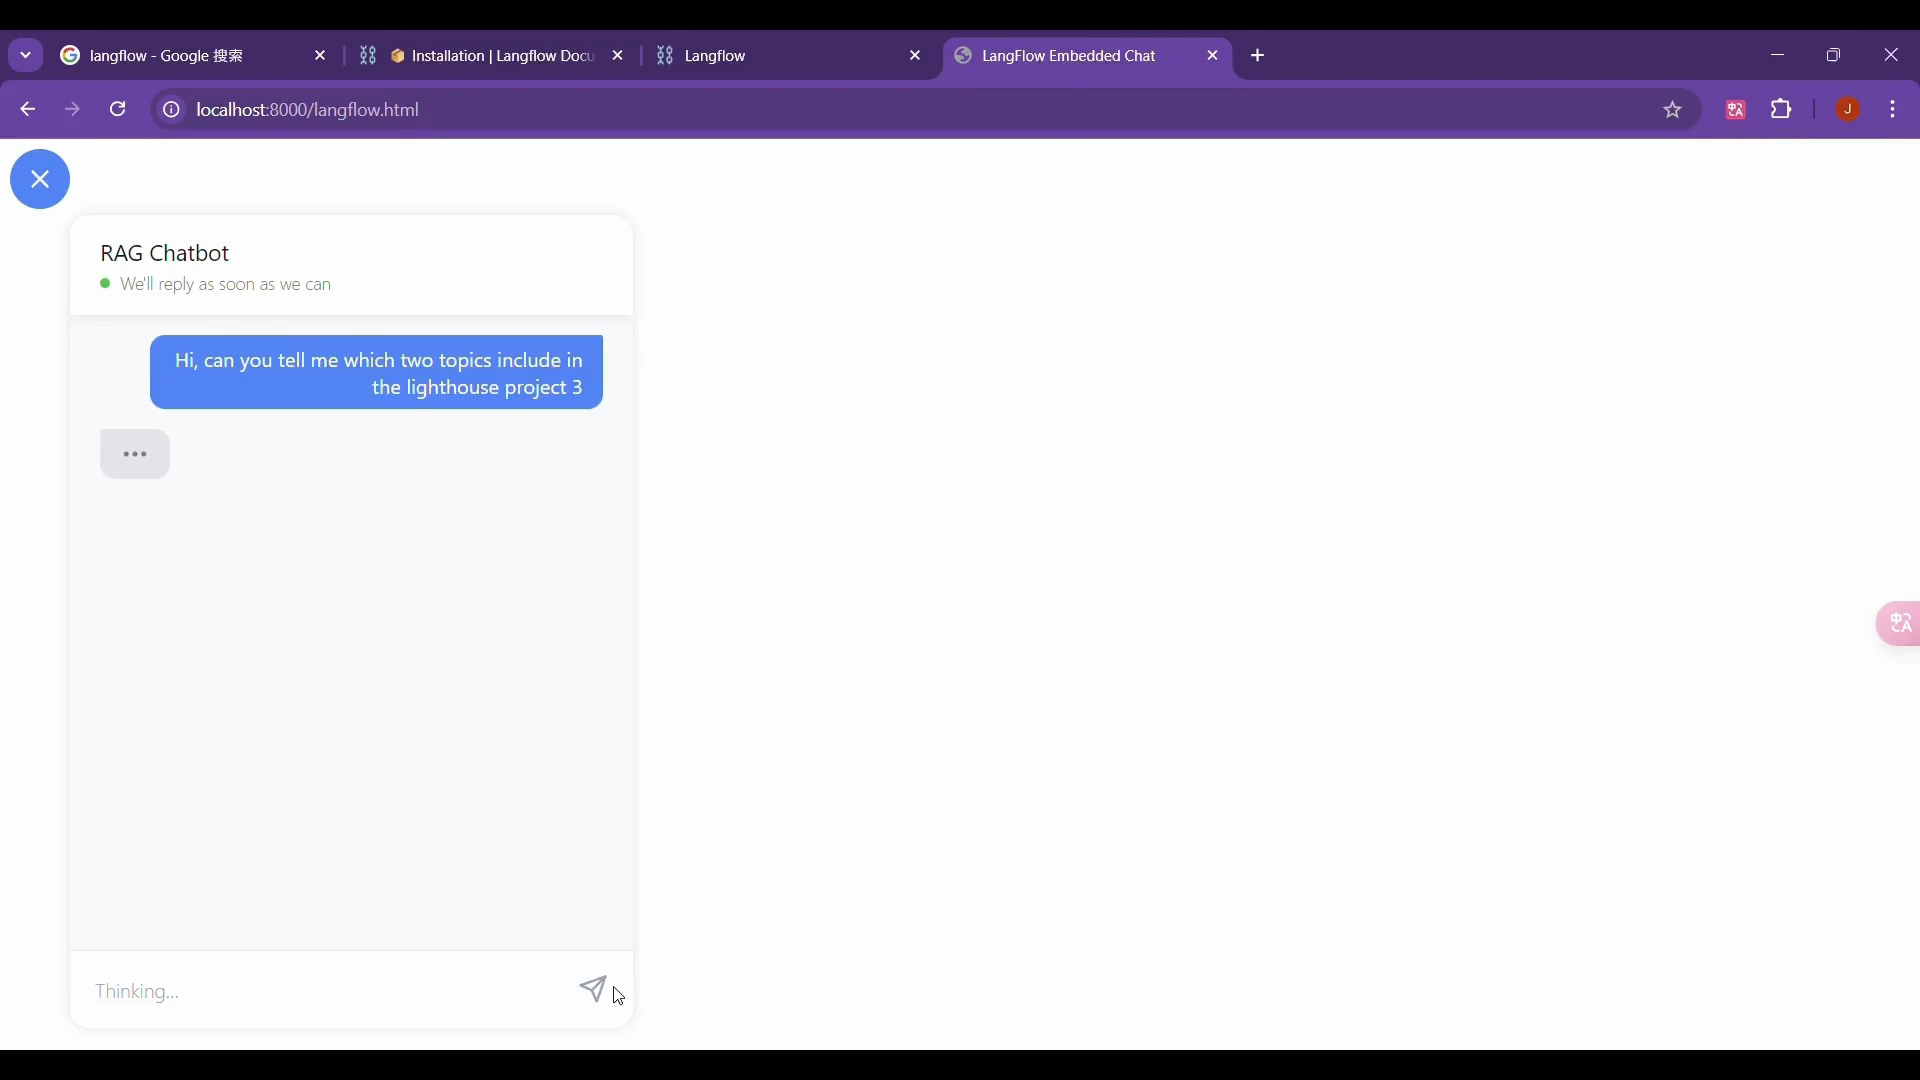 langflow - Google 搜索
Installation | Langflow Docu
Langflow
LangFlow Embedded Chat
localhost:8000/langflow.html
J
RAG Chatbot
We'll reply as soon as we can
Hi, can you tell me which two topics include in
the lighthouse project 3
Thinking...